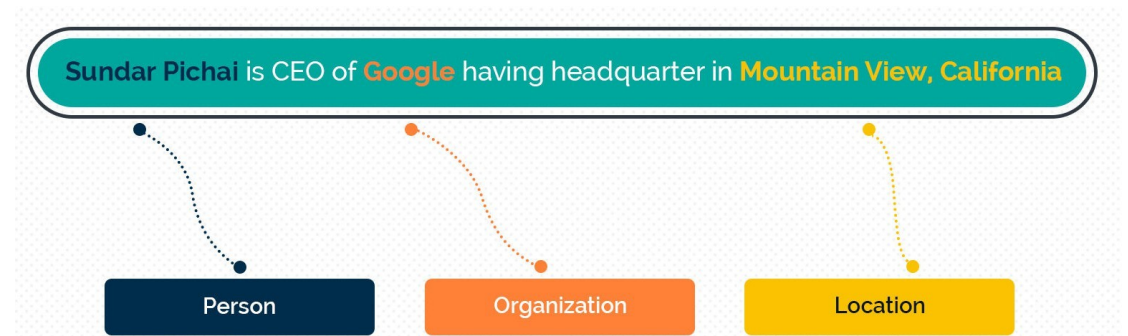 Sundar Pichai is CEO of Google having headquarter in Mountain View, California
Person
Organization
Location